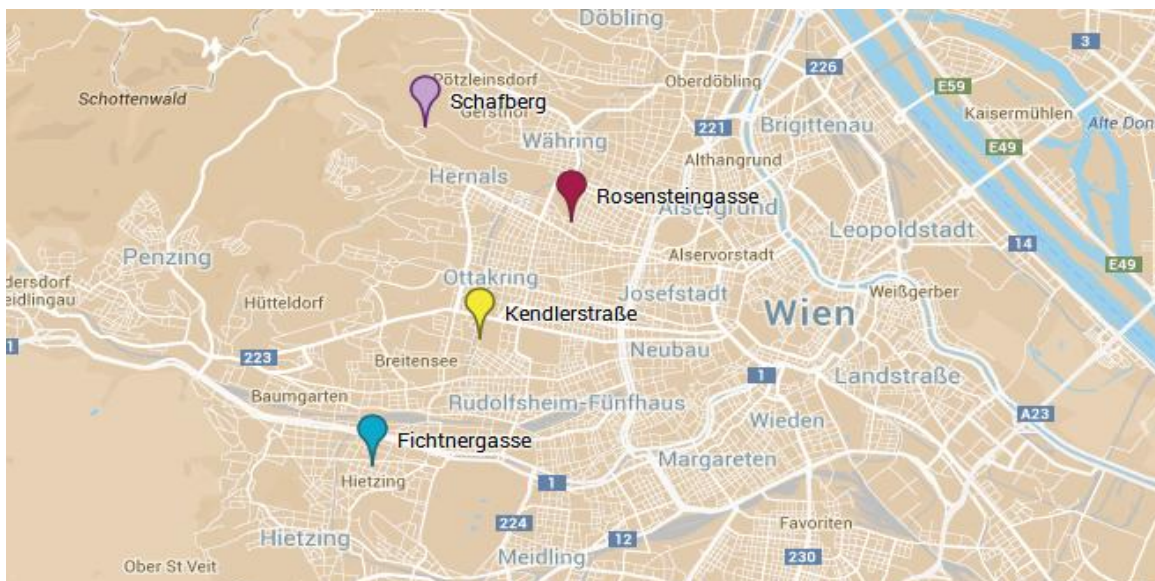 Döbling
3
226
Pötzleinsdorf
Oberdöbling
E59
Schottenwald
Schafberg
Gersthof
Kaisermühlen
Alte Don
Währing
221
Brigittenau
E49
Althangrund
Hernals
Rosensteingasse
Alsergrund
Leopoldstadt
14
Penzing
Alservorstadt
E49
Ottakring
dersdorf
eidlingau
Hütteldorf
Josefstadt
Weißgerber
Kendlerstraße
Wien
1
223
Breitensee
Neubau
1
Landstraße
Baumgarten
Rudolfsheim-Fünfhaus
Wieden
A23
Fichtnergasse
Margareten
Hietzing
1
224
Favoriten
Hietzing
12
Meidling
230
Ober St Veit